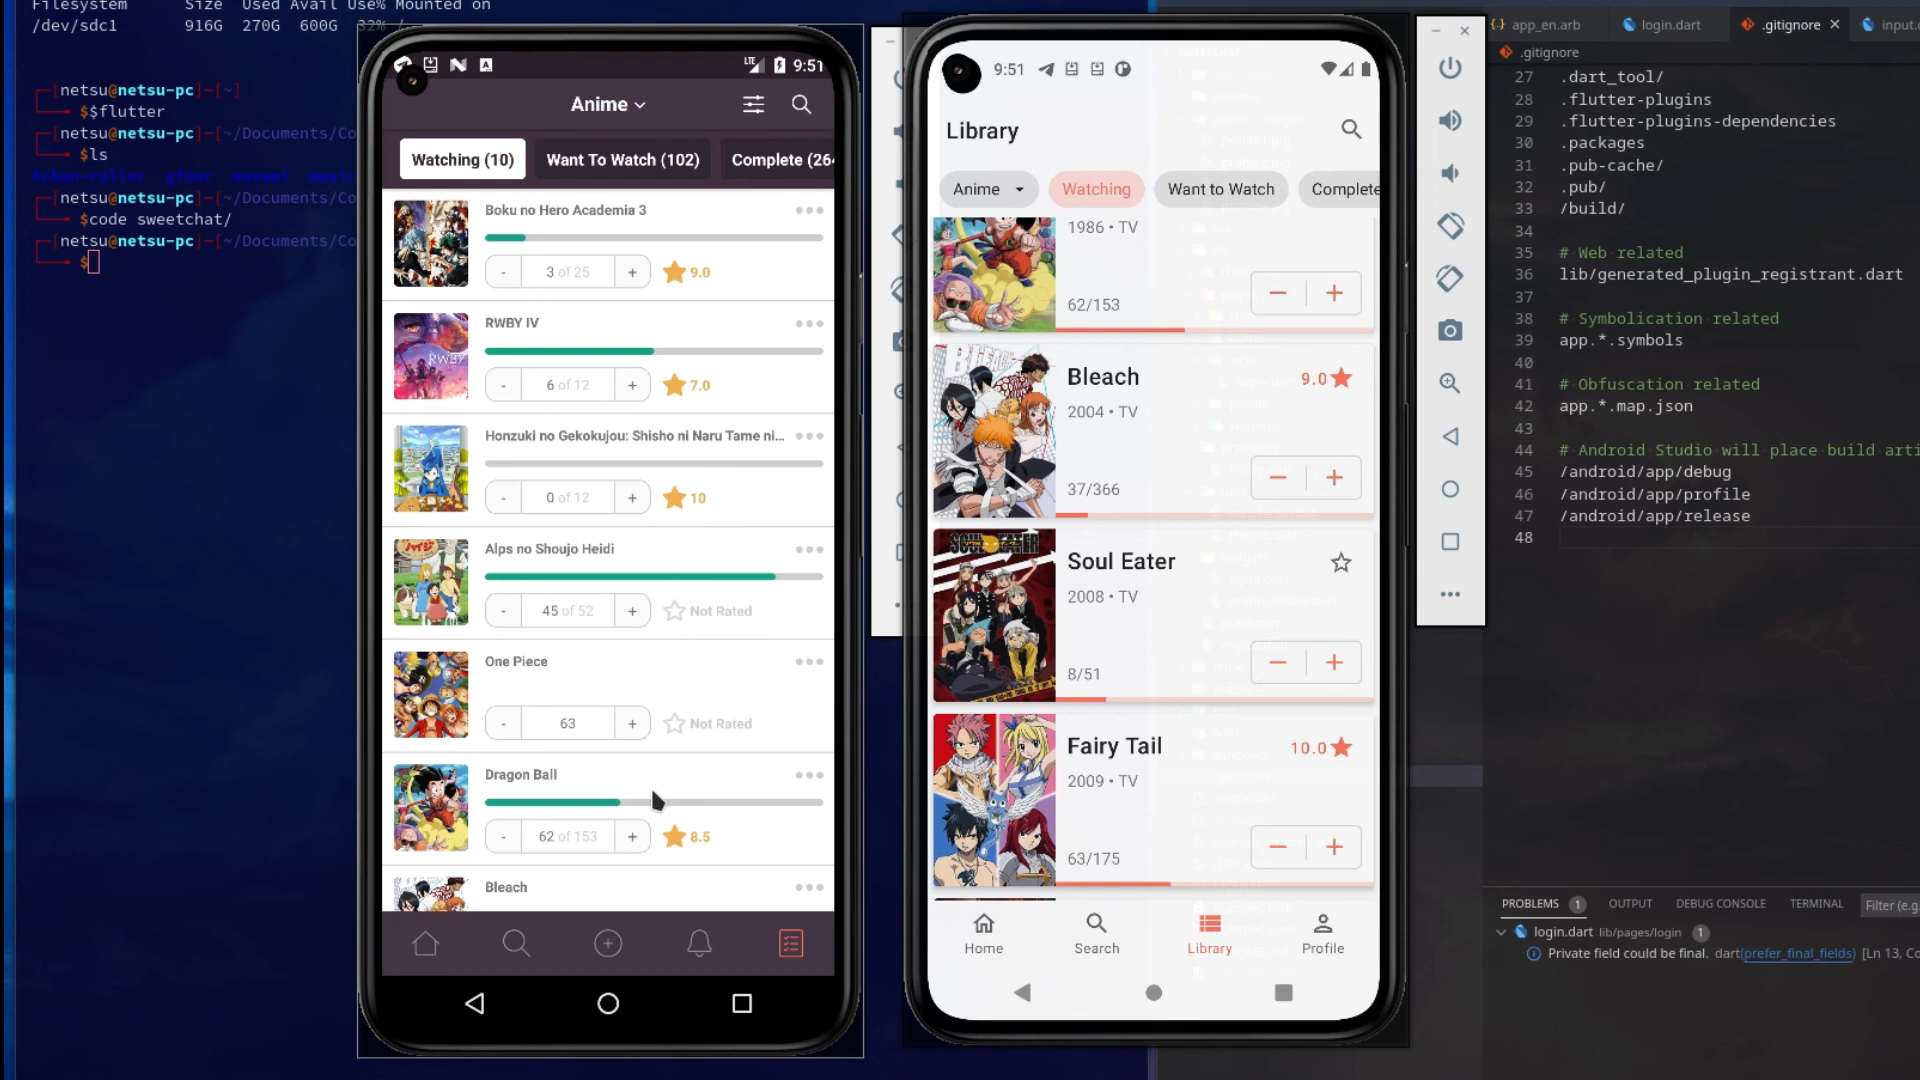 Filesystem Size Used Avail Use% Mounted on
/dev/sdc1 916G 270G 600G 32% /
[netsu@netsu-pc]-[~]
$$flutter
[netsu@netsu-pc]-[~/Documents/Co
$ls
[netsu@netsu-pc]-[~/Documents/Co
$code sweetchat/
[netsu@netsu-pc]-[~/Documents/Co
$
LTE 9:51
Anime
Watching (10) Want To Watch (102) Complete (264
Boku no Hero Academia 3
- 3 of 25 + 9.0
RWBY IV
RWBY
- 6 of 12 + 7.0
Honzuki no Gekokujou: Shisho ni Naru Tame ni...
- 0 of 12 + 10
Alps no Shoujo Heidi
- 45 of 52 + Not Rated
One Piece
- 63 + Not Rated
Dragon Ball
- 62 of 153 + 8.5
Bleach
9:51
Library
Anime Watching Want to Watch Complete
1986 • TV
62/153
BLEACH
Bleach 9.0
2004 • TV
37/366
SOUL EATER
Soul Eater
2008 • TV
8/51
Fairy Tail 10.0
2009 • TV
63/175
Home Search Library Profile
app_en.arb login.dart .gitignore input.
.gitignore
27 .dart_tool/
28 .flutter-plugins
29 .flutter-plugins-dependencies
30 .packages
31 .pub-cache/
32 .pub/
33 /build/
34
35 # Web related
36 lib/generated_plugin_registrant.dart
37
38 # Symbolication related
39 app.*.symbols
40
41 # Obfuscation related
42 app.*.map.json
43
44 # Android Studio will place build arti
45 /android/app/debug
46 /android/app/profile
47 /android/app/release
48
PROBLEMS 1 OUTPUT DEBUG CONSOLE TERMINAL Filter (e.g.
login.dart lib/pages/login 1
Private field could be final. dart(prefer_final_fields) [Ln 13, Co